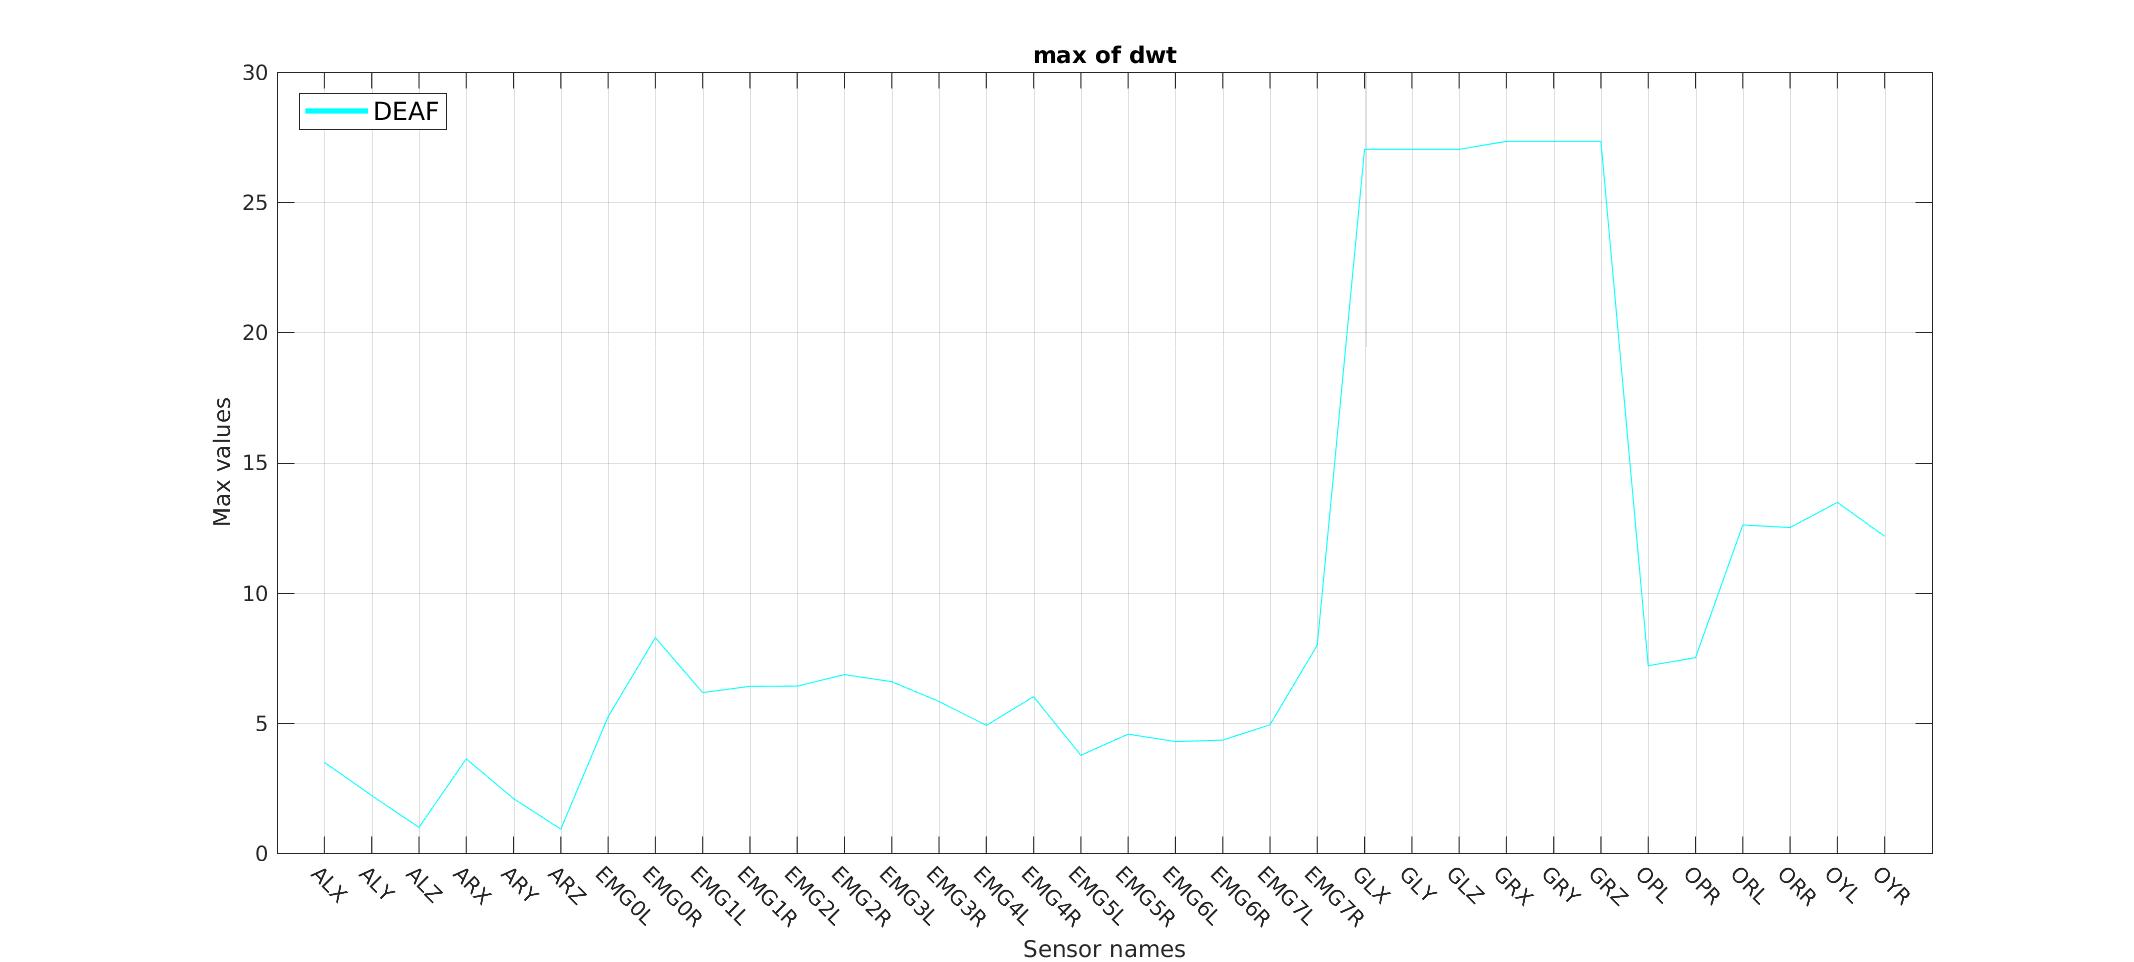 max of dwt
DEAF
30
25
20
15
10
5
0
Max values
ALX
ALY
ALZ
ARX
ARY
ARZ
EMG0L
EMG0R
EMG1L
EMG1R
EMG2L
EMG2R
EMG3L
EMG3R
EMG4L
EMG4R
EMG5L
EMG5R
EMG6L
EMG6R
EMG7L
EMG7R
GLX
GLY
GLZ
GRX
GRY
GRZ
OPL
OPR
ORL
ORR
OYL
OYR
Sensor names